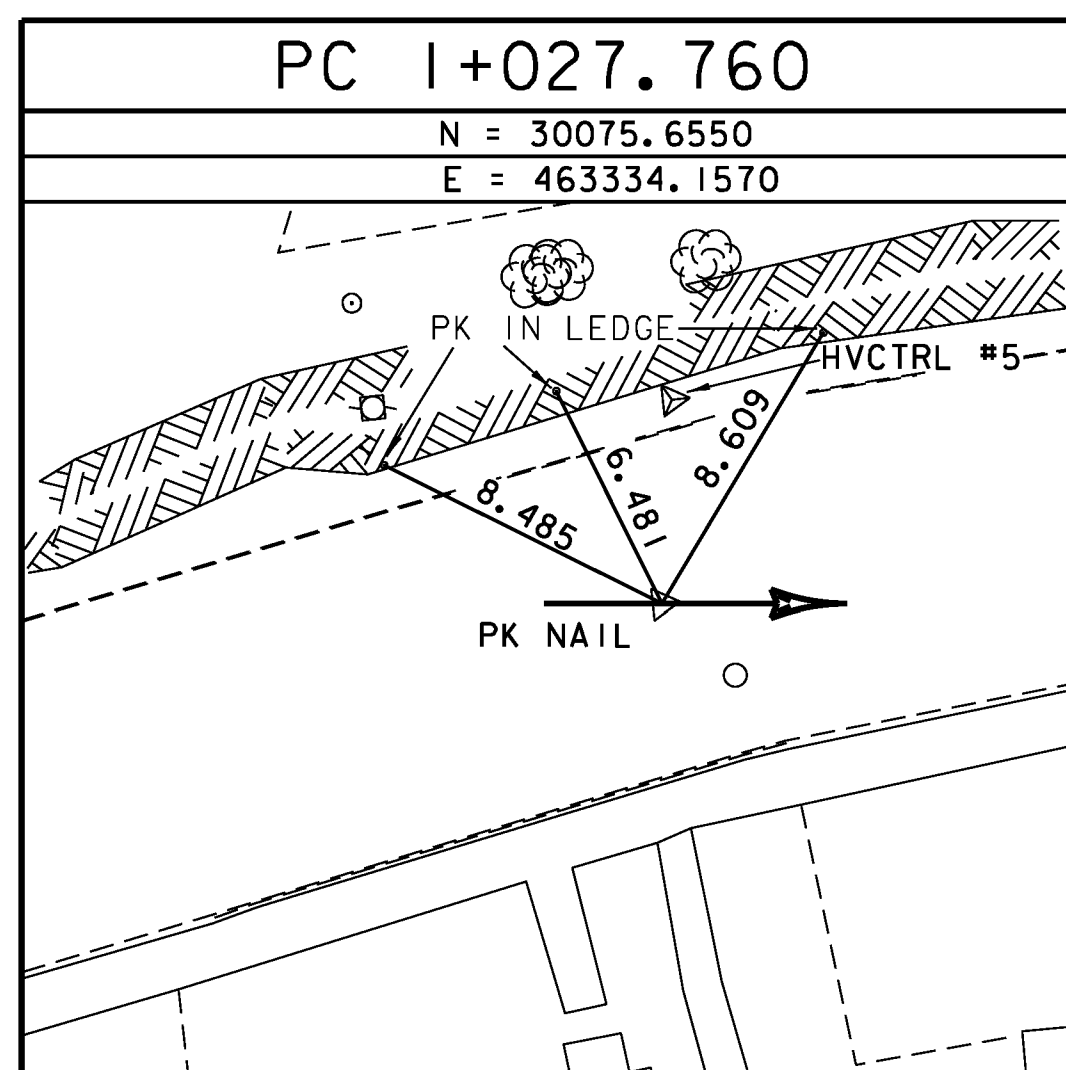 PC 1+027.760
N = 30075.6550
E = 463334.1570
PK IN LEDGE
HVCTRL #5
8.609
6.481
8.485
PK NAIL